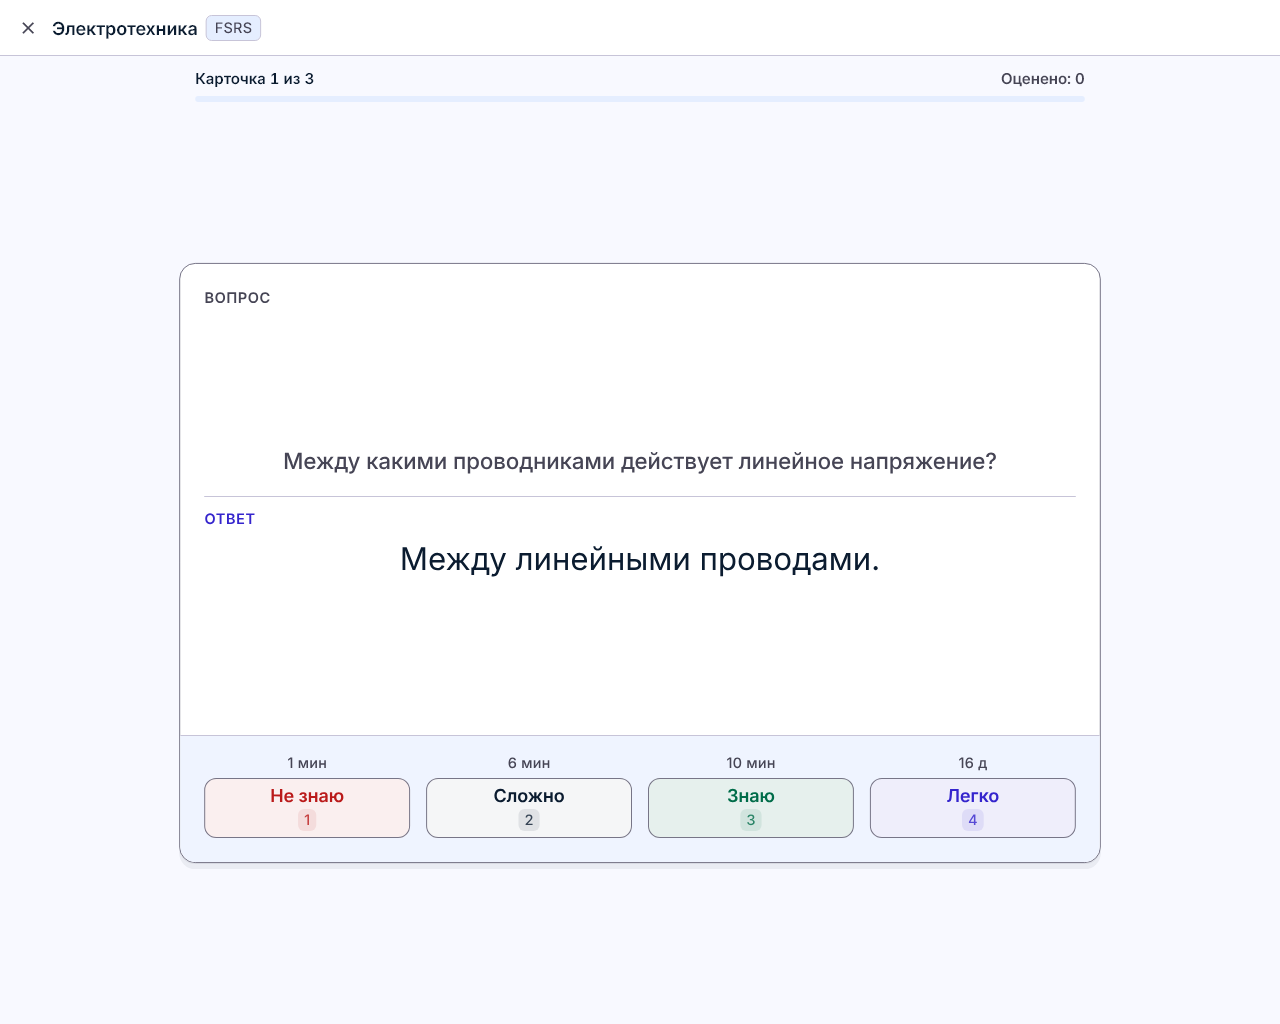 Электротехника FSRS
Карточка 1 из 3
Оценено: 0
ВОПРОС
Между какими проводниками действует линейное напряжение?
ОТВЕТ
Между линейными проводами.
1 мин
6 мин
10 мин
16 д
Не знаю
1
Сложно
2
Знаю
3
Легко
4